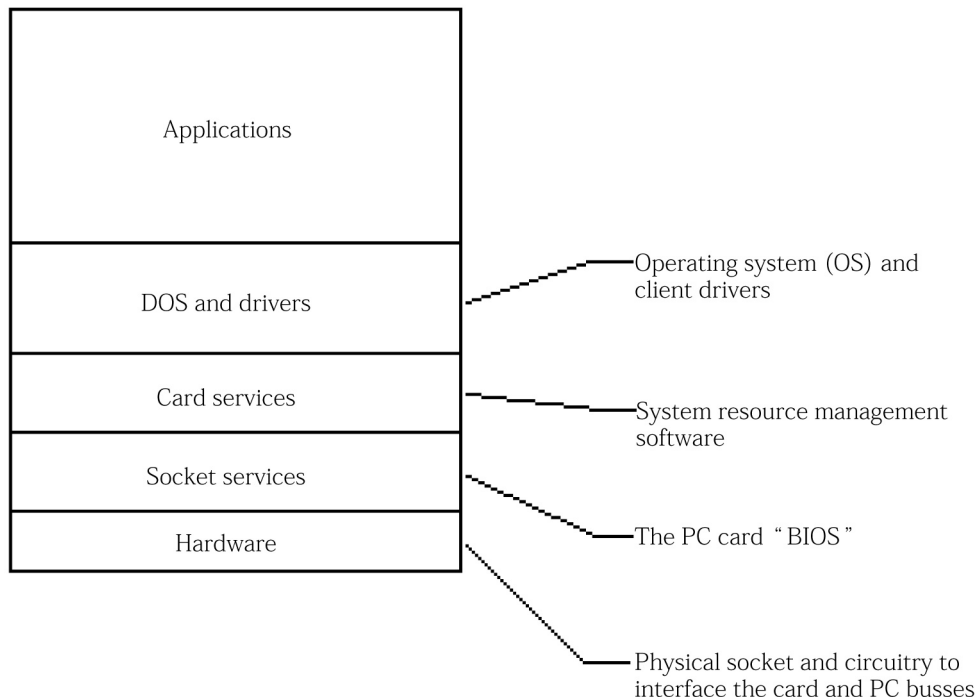 Applications
DOS and drivers
Operating system (OS) and
client drivers
Card services
System resource management
software
Socket services
The PC card “BIOS”
Hardware
Physical socket and circuitry to
interface the card and PC busses